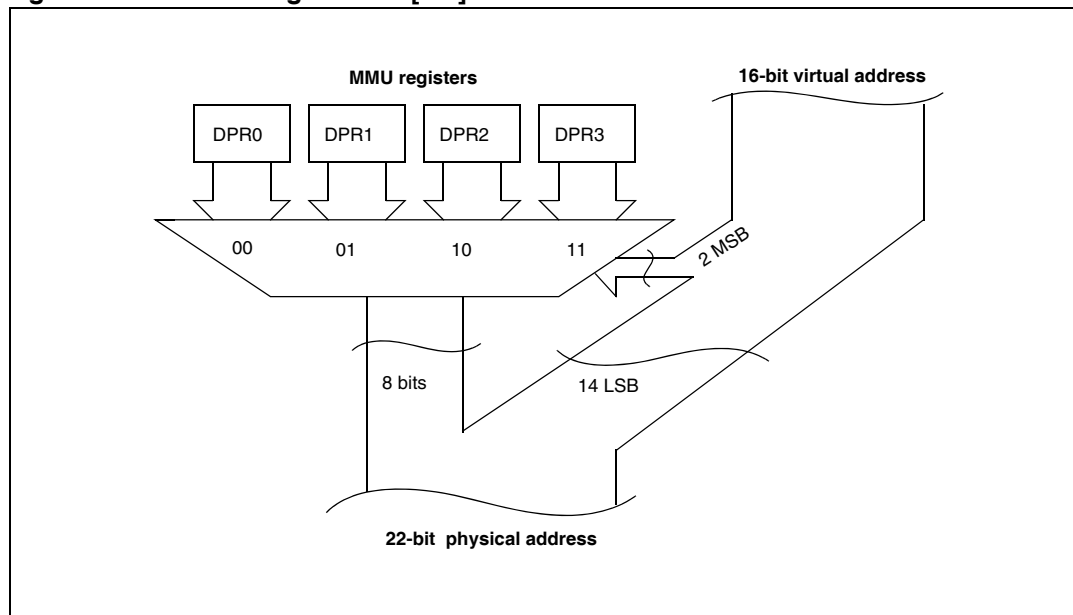 MMU registers
16-bit virtual address
DPR0 DPR1 DPR2 DPR3
00 01 10 11
2 MSB
8 bits
14 LSB
22-bit physical address